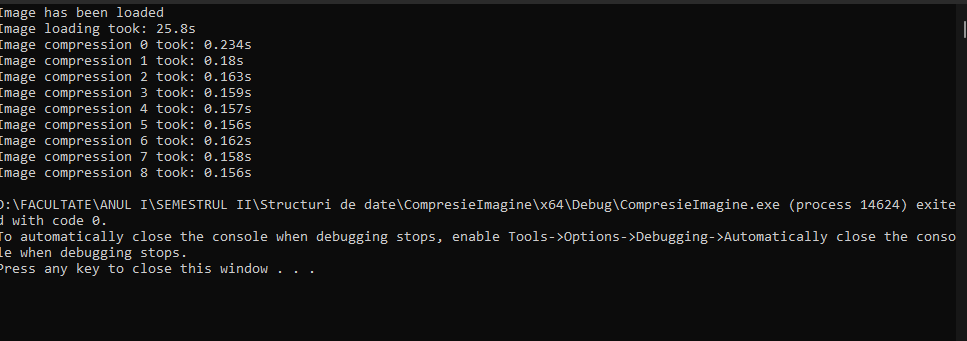 Image has been loaded
Image loading took: 25.8s
Image compression 0 took: 0.234s
Image compression 1 took: 0.18s
Image compression 2 took: 0.163s
Image compression 3 took: 0.159s
Image compression 4 took: 0.157s
Image compression 5 took: 0.156s
Image compression 6 took: 0.162s
Image compression 7 took: 0.158s
Image compression 8 took: 0.156s
D:\FACULTATE\ANUL I\SEMESTRUL II\Structuri de date\CompresieImagine\x64\Debug\CompresieImagine.exe (process 14624) exite
d with code 0.
To automatically close the console when debugging stops, enable Tools->Options->Debugging->Automatically close the conso
le when debugging stops.
Press any key to close this window . . .